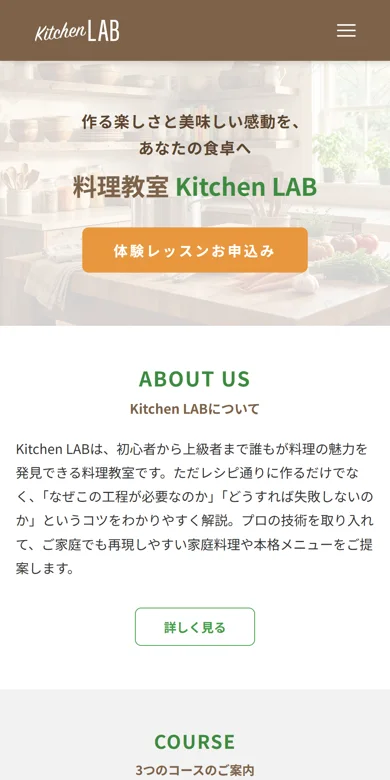 Kitchen LAB
作る楽しさと美味しい感動を、
あなたの食卓へ
料理教室 Kitchen LAB
体験レッスンお申込み
ABOUT US
Kitchen LABについて
Kitchen LABは、初心者から上級者まで誰もが料理の魅力を
発見できる料理教室です。ただレシピ通りに作るだけでな
く、「なぜこの工程が必要なのか」「どうすれば失敗しないの
か」というコツをわかりやすく解説。プロの技術を取り入れ
て、ご家庭でも再現しやすい家庭料理や本格メニューをご提
案します。
詳しく見る
COURSE
3つのコースのご案内